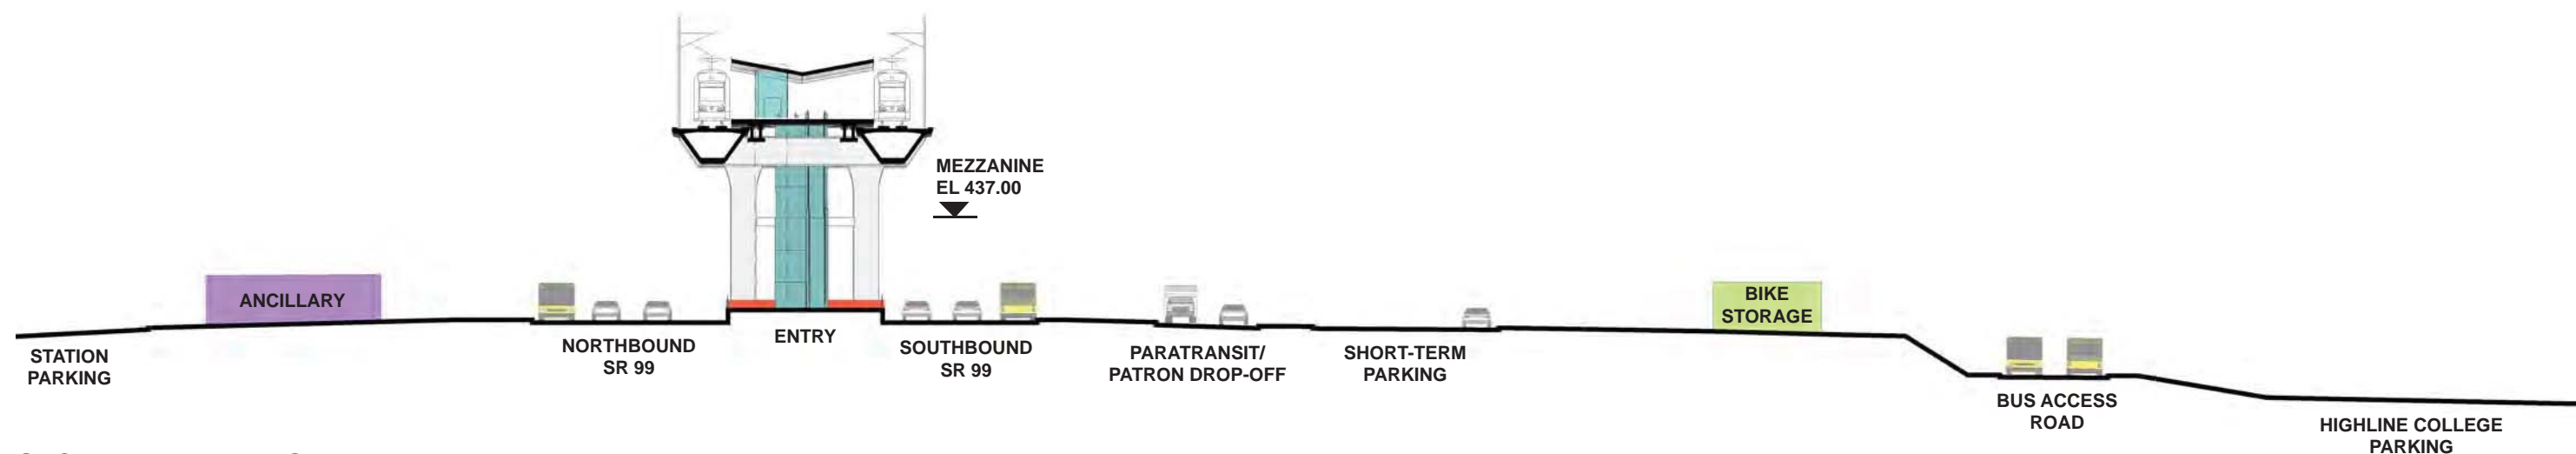 MEZZANINE
EL 437.00
ANCILLARY
BIKE
STORAGE
STATION
PARKING
NORTHBOUND
SR 99
ENTRY
SOUTHBOUND
SR 99
PARATRANSIT/
PATRON DROP-OFF
SHORT-TERM
PARKING
BUS ACCESS
ROAD
HIGHLINE COLLEGE
PARKING